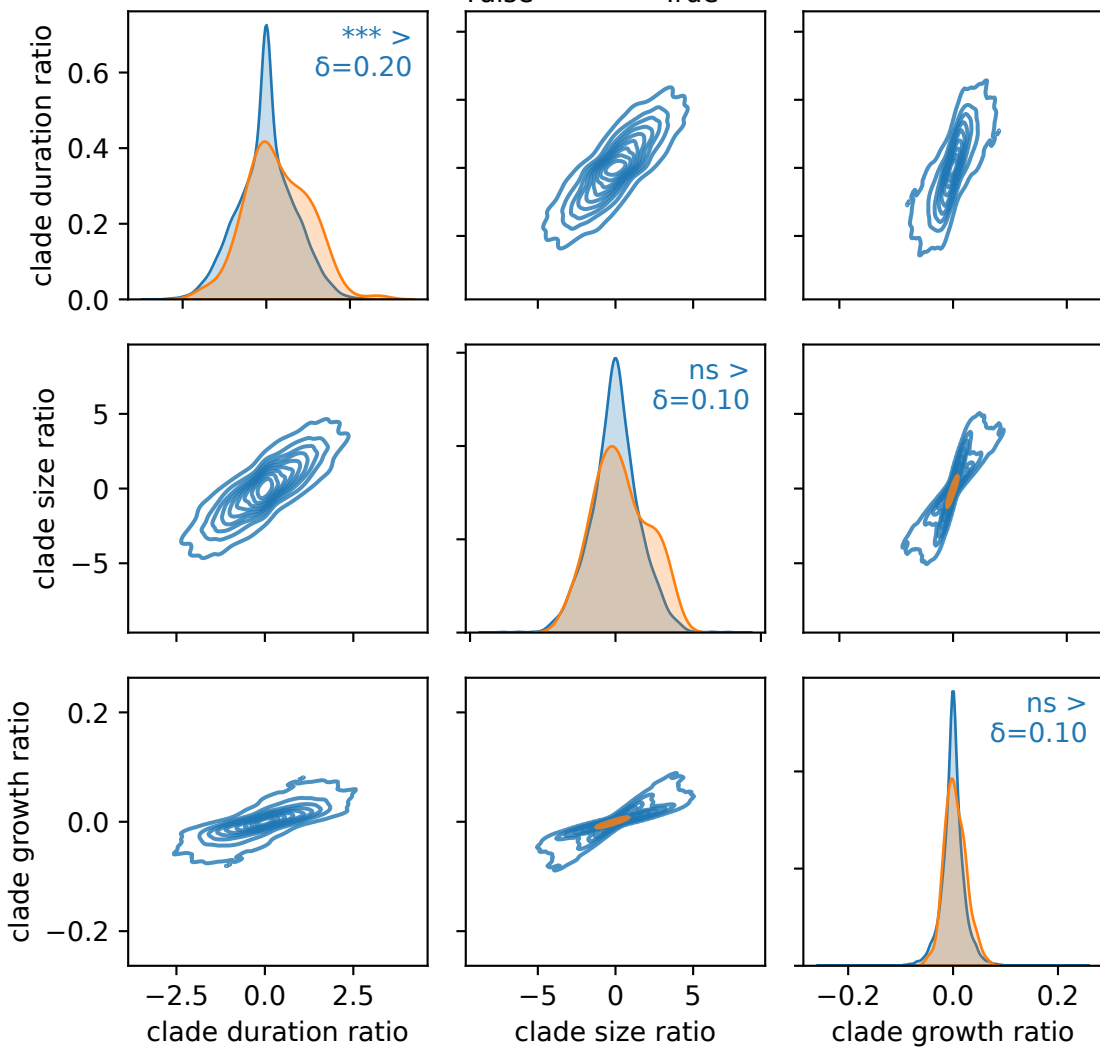 clade duration ratio
0.6
0.4
0.2
0.0
*** >
δ=0.20
clade size ratio
5
0
−5
ns >
δ=0.10
clade growth ratio
0.2
0.0
−0.2
ns >
δ=0.10
−2.5 0.0 2.5
−5 0 5
−0.2 0.0 0.2
clade duration ratio
clade size ratio
clade growth ratio